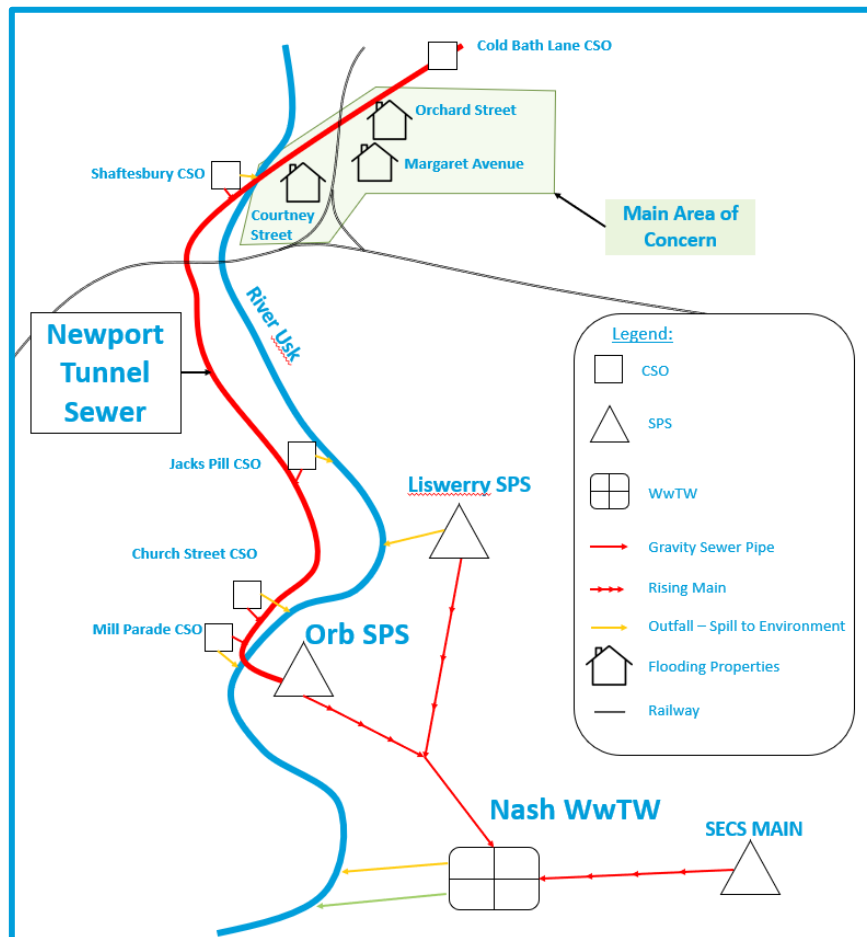 Cold Bath Lane CSO
Orchard Street
Margaret Avenue
Shaftesbury CSO
Courtney
Street
Main Area of
Concern
River Usk
Newport
Tunnel
Sewer
Legend:
CSO
SPS
WwTW
Gravity Sewer Pipe
Rising Main
Outfall – Spill to Environment
Flooding Properties
Railway
Jacks Pill CSO
Liswerry SPS
Church Street CSO
Mill Parade CSO
Orb SPS
Nash WwTW
SECS MAIN